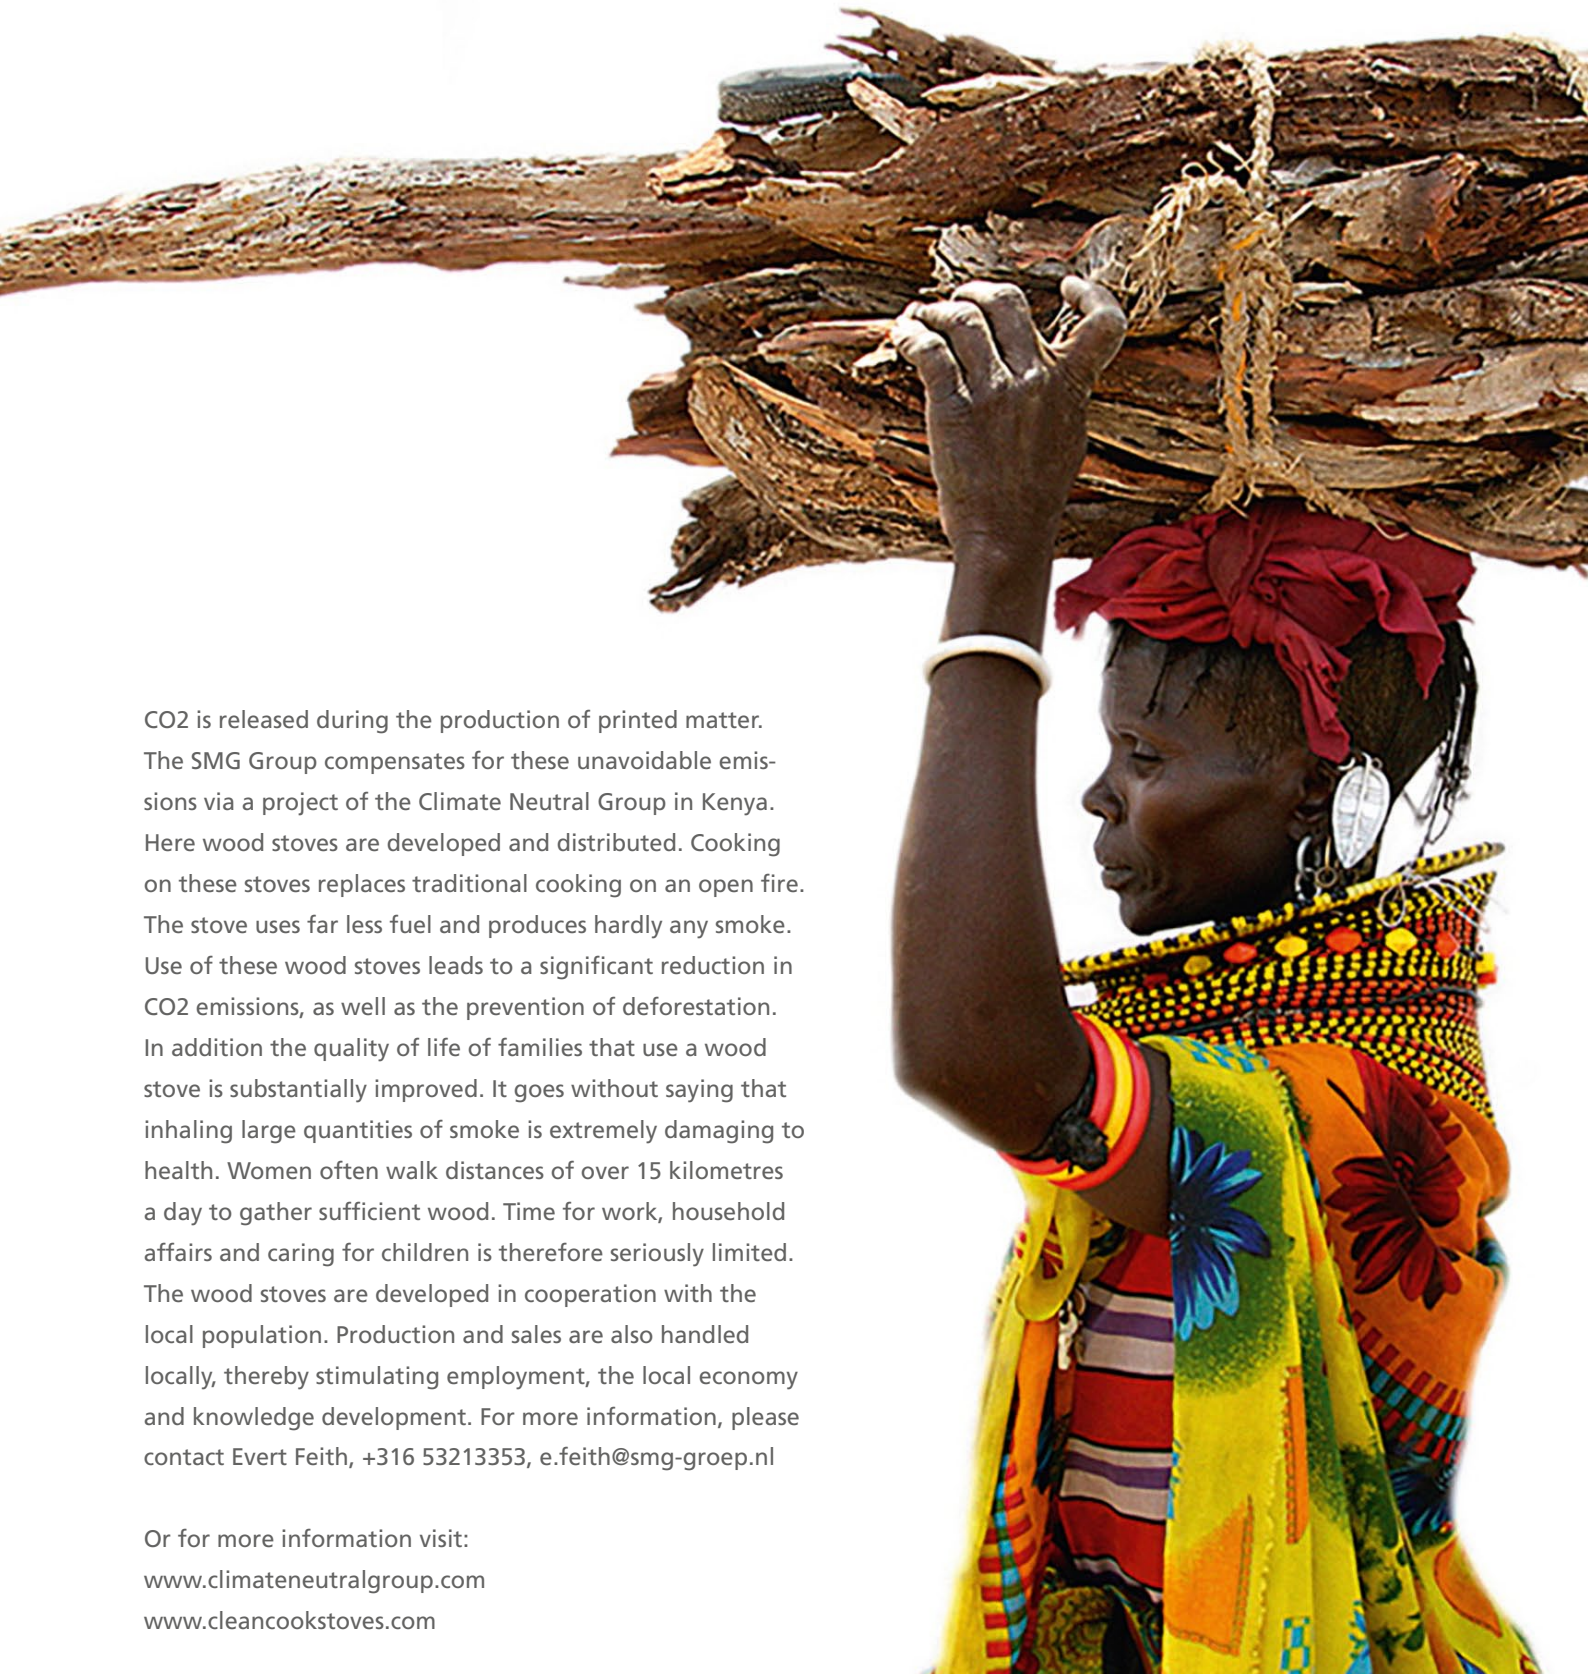 CO2 is released during the production of printed matter.
The SMG Group compensates for these unavoidable emis-
sions via a project of the Climate Neutral Group in Kenya.
Here wood stoves are developed and distributed. Cooking
on these stoves replaces traditional cooking on an open fire.
The stove uses far less fuel and produces hardly any smoke.
Use of these wood stoves leads to a significant reduction in
CO2 emissions, as well as the prevention of deforestation.
In addition the quality of life of families that use a wood
stove is substantially improved. It goes without saying that
inhaling large quantities of smoke is extremely damaging to
health. Women often walk distances of over 15 kilometres
a day to gather sufficient wood. Time for work, household
affairs and caring for children is therefore seriously limited.
The wood stoves are developed in cooperation with the
local population. Production and sales are also handled
locally, thereby stimulating employment, the local economy
and knowledge development. For more information, please
contact Evert Feith, +316 53213353, e.feith@smg-groep.nl
Or for more information visit:
www.climateneutralgroup.com
www.cleancookstoves.com